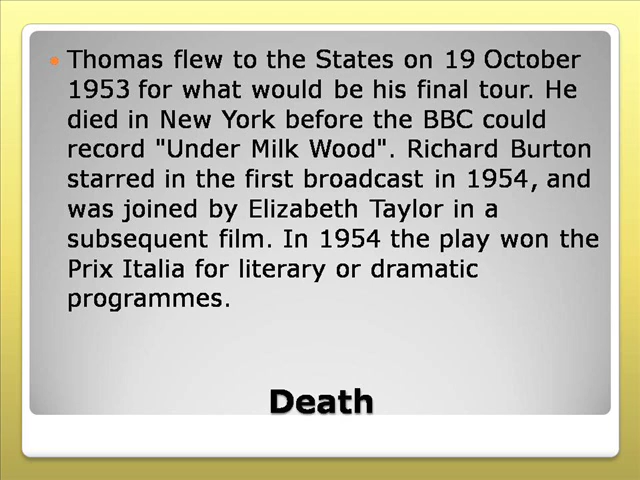 Thomas flew to the States on 19 October
1953 for what would be his final tour. He
died in New York before the BBC could
record "Under Milk Wood". Richard Burton
starred in the first broadcast in 1954, and
was joined by Elizabeth Taylor in a
subsequent film. In 1954 the play won the
Prix Italia for literary or dramatic
programmes.
Death